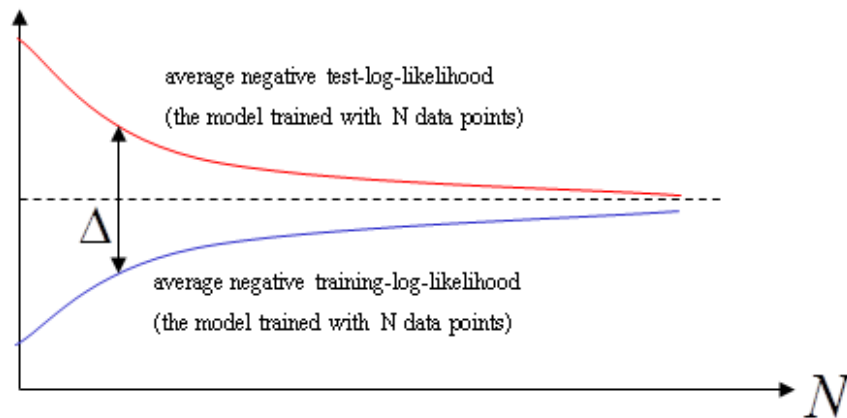 average negative test-log-likelihood
(the model trained with N data points)
Δ
average negative training-log-likelihood
(the model trained with N data points)
N